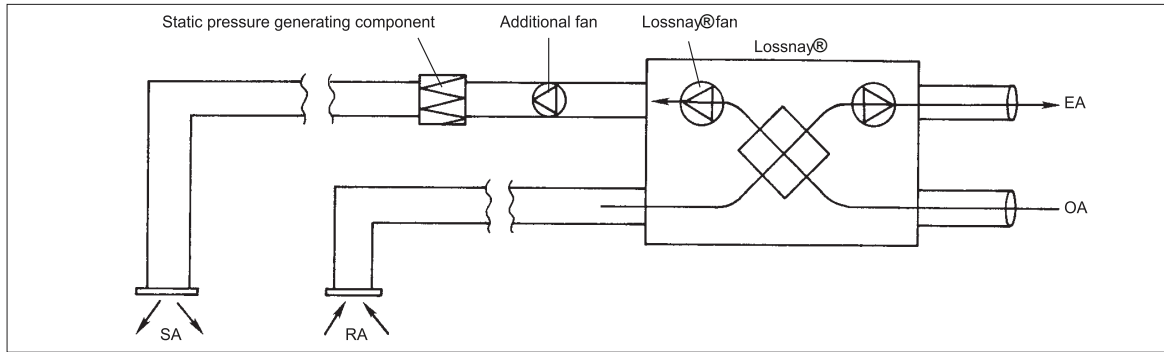 Static pressure generating component
Additional fan
Lossnay® fan
Lossnay®
EA
OA
SA
RA